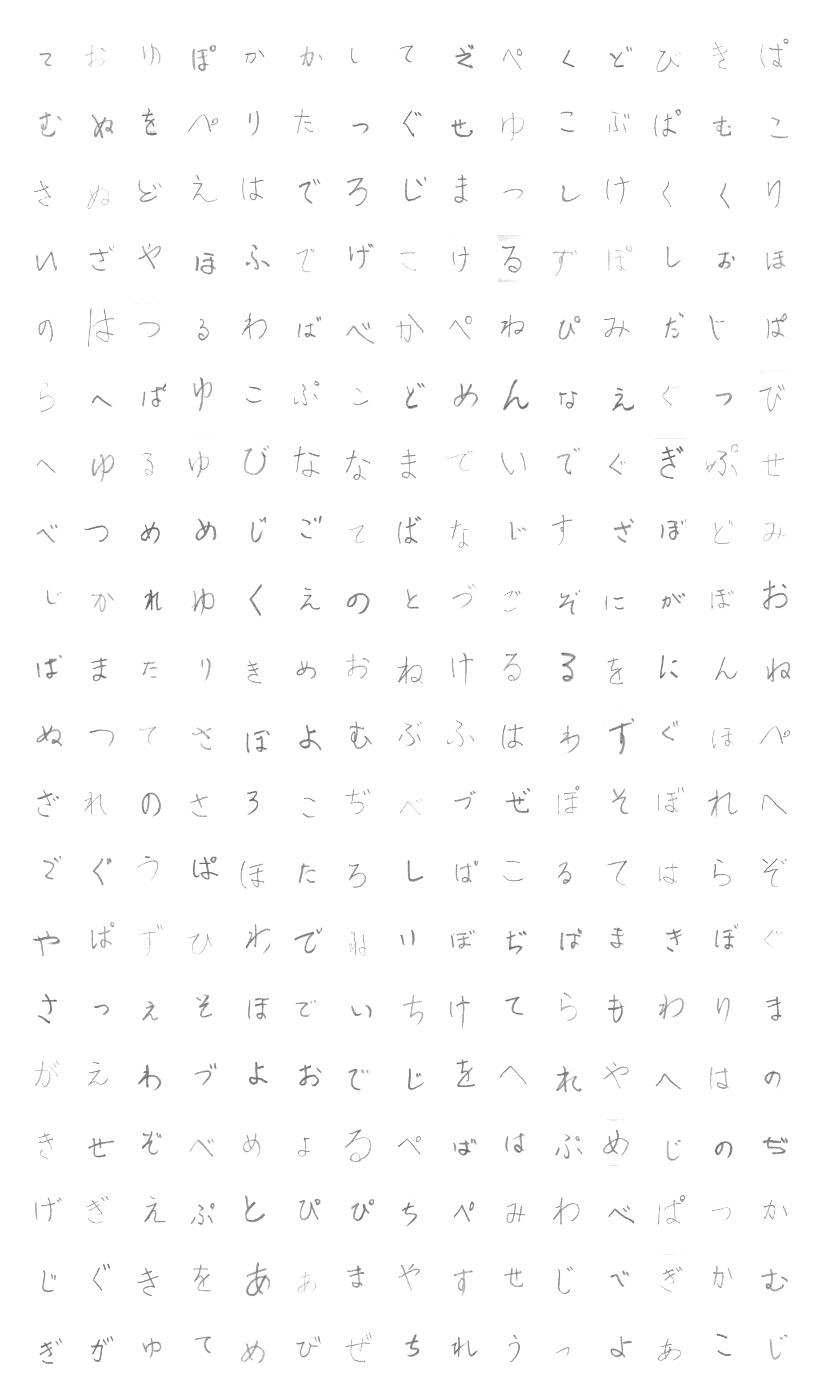 ておゆぽかかしてぞぺくどびきぱ
むぬをぺりたっぐせゆこぶぱむこ
さぬどえはでろじまっしけくくり
いざやほふでげこけるずぽしおほ
のはつるわばべかぺねぴみだじぱ
らへばゆこぷこどめんなえぐっび
へゆるゆびななまでいでぐぎぷせ
べつめめじごてばなじすざぼどみ
じかれゆくえのとづごぞにがぼお
ばまたりきめおねけるるをにんね
ぬつてさぽよむぶふはわずぐほぺ
ざれのさろこぢべづぜぽそぼれへ
でぐうぱほたろしぱこるてはらぞ
やぱずひわでねいぼぢばまきぼぐ
さっえそほでいちけてらもわりま
がえわづよおでじをへれやへはの
きせぞべめよるぺばはぷめじのぢ
げぎえぷとぴぴちぺみわべぱっか
じぐきをあぁまやすせじべぎかむ
ぎがゅてめびぜちれうっよあこじ